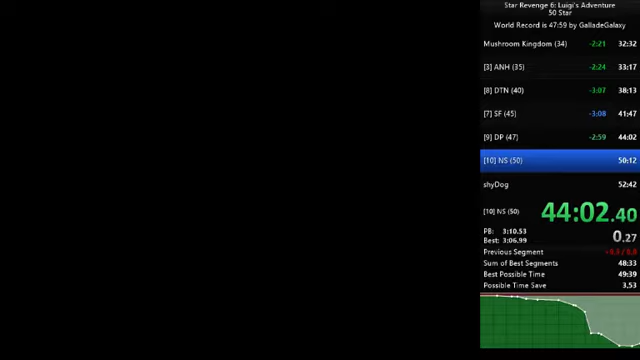 Star Revenge 6: Luigi's Adventure
50 Star
World Record is 47:59 by GalladeGalaxy
Mushroom Kingdom (34) -2:21 32:32
[3] ANH (35) -2:24 33:17
[8] DTN (40) -3:07 38:13
[7] SF (45) -3:08 41:47
[9] DP (47) -2:59 44:02
[10] NS (50) 50:12
shyDog 52:42
[10] NS (50) 44:02.40
PB: 3:10.53 0.27
Best: 3:06.99
Previous Segment
Sum of Best Segments 48:33
Best Possible Time 49:39
Possible Time Save 3.53